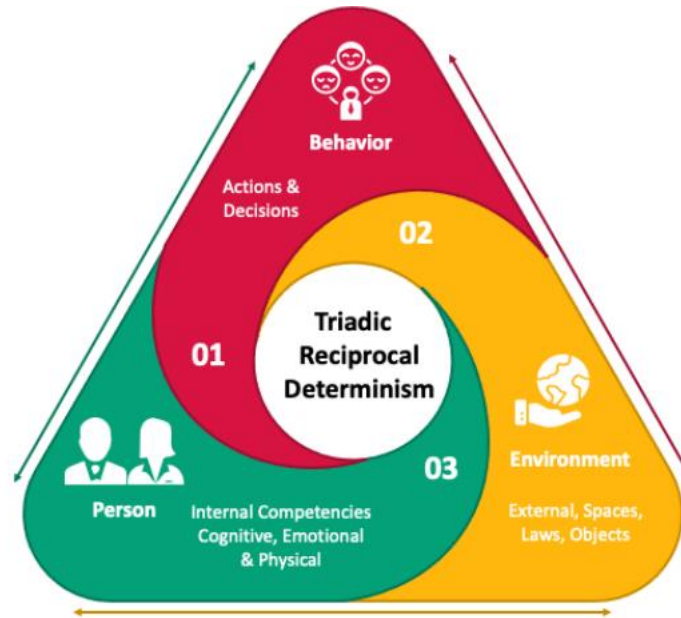 Behavior
Actions &
Decisions
02
Triadic
Reciprocal
Determinism
01
03
Environment
External, Spaces,
Laws, Objects
Person
Internal Competencies
Cognitive, Emotional
& Physical